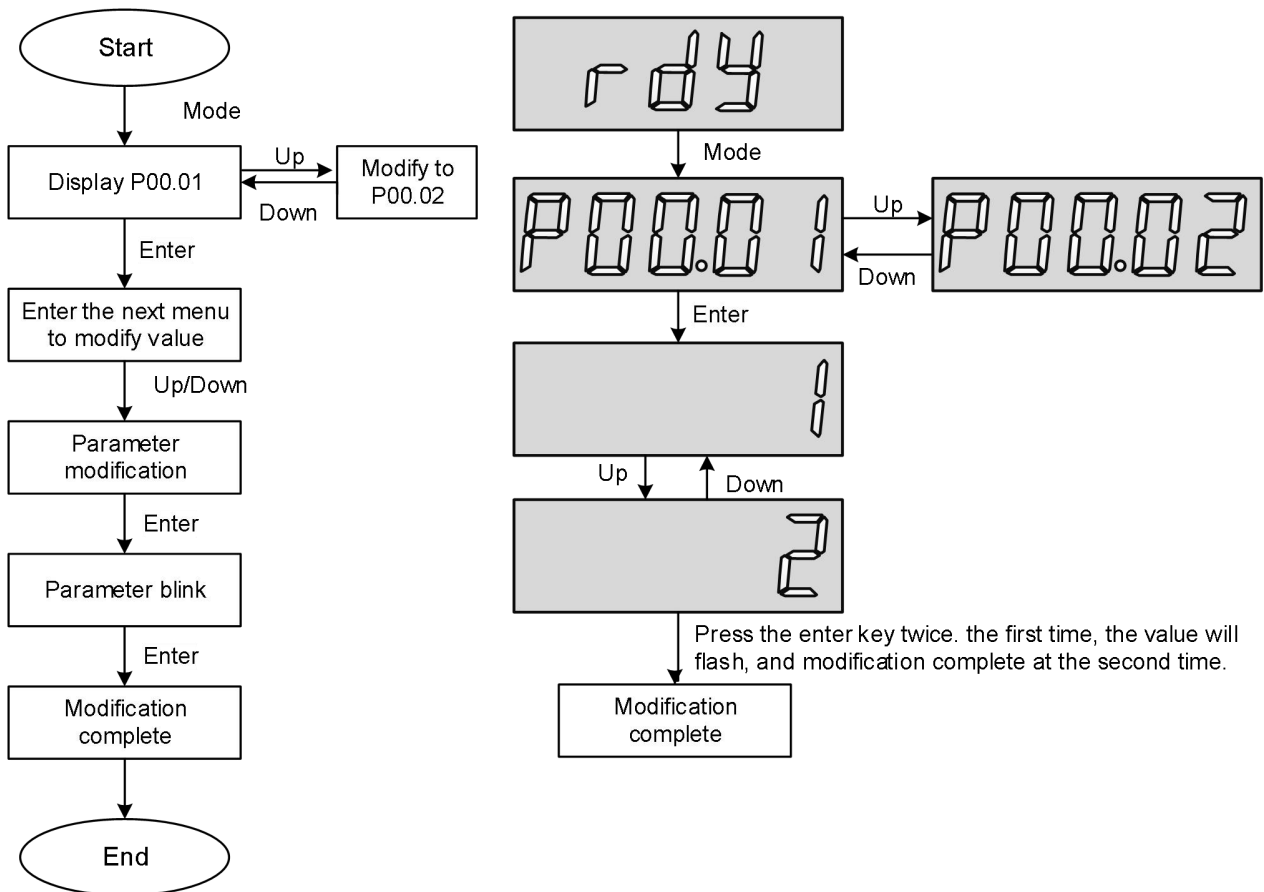 Start
Mode
Display P00.01
Up
Down
Modify to
P00.02
Enter
Enter the next menu
to modify value
Up/Down
Parameter
modification
Enter
Parameter blink
Enter
Modification
complete
End
rdy
Mode
P00.01
Up
Down
P00.02
Enter
1
Up
Down
2
Press the enter key twice. the first time, the value will
flash, and modification complete at the second time.
Modification
complete